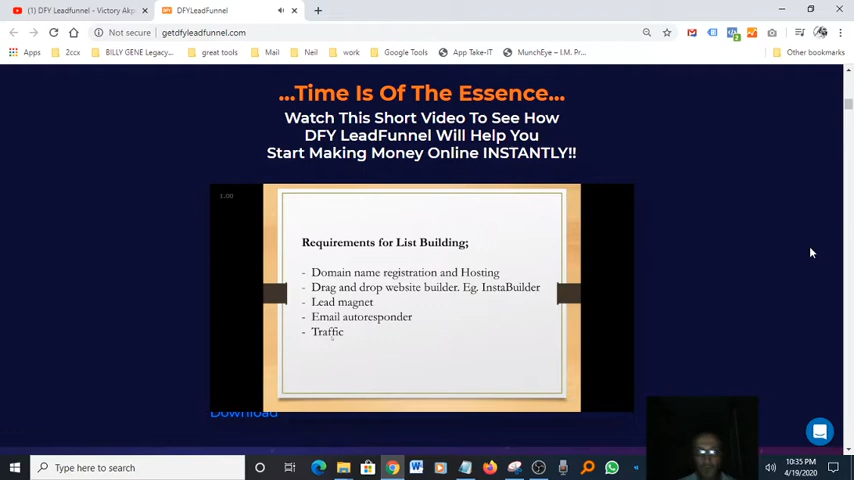 (1) DFY Leadfunnel - Victory Akp
DFYLeadFunnel
Not secure | getdfyleadfunnel.com
Apps 2ccx BILLY GENE Legacy... great tools Mail Neil work Google Tools App Take-IT MunchEye – I.M. Pr... Other bookmarks
...Time Is Of The Essence...
Watch This Short Video To See How
DFY LeadFunnel Will Help You
Start Making Money Online INSTANTLY!!
1.00
Requirements for List Building;
- Domain name registration and Hosting
- Drag and drop website builder. Eg. InstaBuilder
- Lead magnet
- Email autoresponder
- Traffic
Download
Type here to search
10:35 PM
4/19/2020